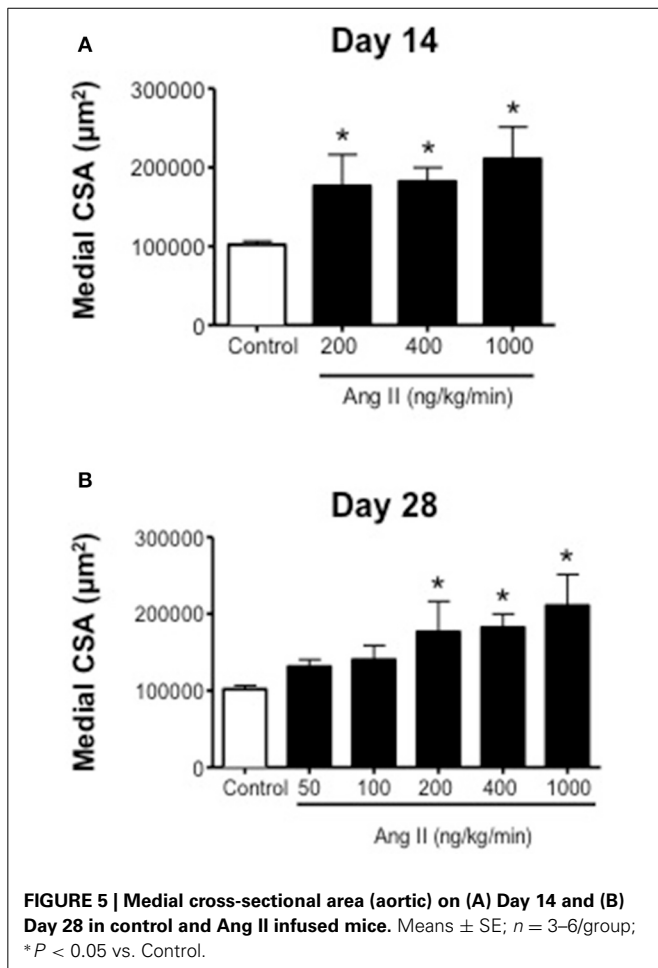 A
Day 14
Medial CSA (µm²)
300000
200000
100000
0
*
*
*
Control
200
400
1000
Ang II (ng/kg/min)
B
Day 28
Medial CSA (µm²)
300000
200000
100000
0
*
*
*
Control
50
100
200
400
1000
Ang II (ng/kg/min)
FIGURE 5 | Medial cross-sectional area (aortic) on (A) Day 14 and (B)
Day 28 in control and Ang II infused mice. Means ± SE; n = 3–6/group;
*P < 0.05 vs. Control.